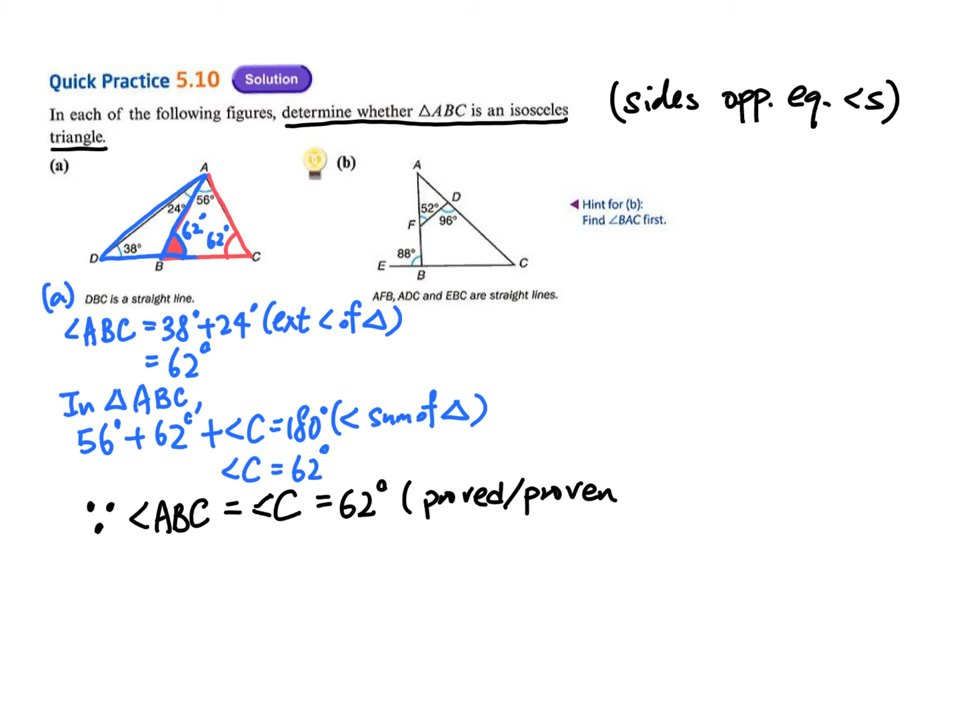 Quick Practice 5.10 Solution
In each of the following figures, determine whether △ABC is an isosceles
triangle.
(sides opp. eq. <s)
(a)
A
24°
56°
62°
62°
38°
D
B
C
DBC is a straight line.
(b)
A
D
52°
96°
F
88°
E
B
C
AFB, ADC and EBC are straight lines.
◀ Hint for (b):
Find ∠BAC first.
(a)
<ABC = 38° + 24° (ext < of △)
= 62°
In △ABC,
56° + 62° + <C = 180° (< sum of △)
<C = 62°
∵ <ABC = <C = 62° (proved/proven